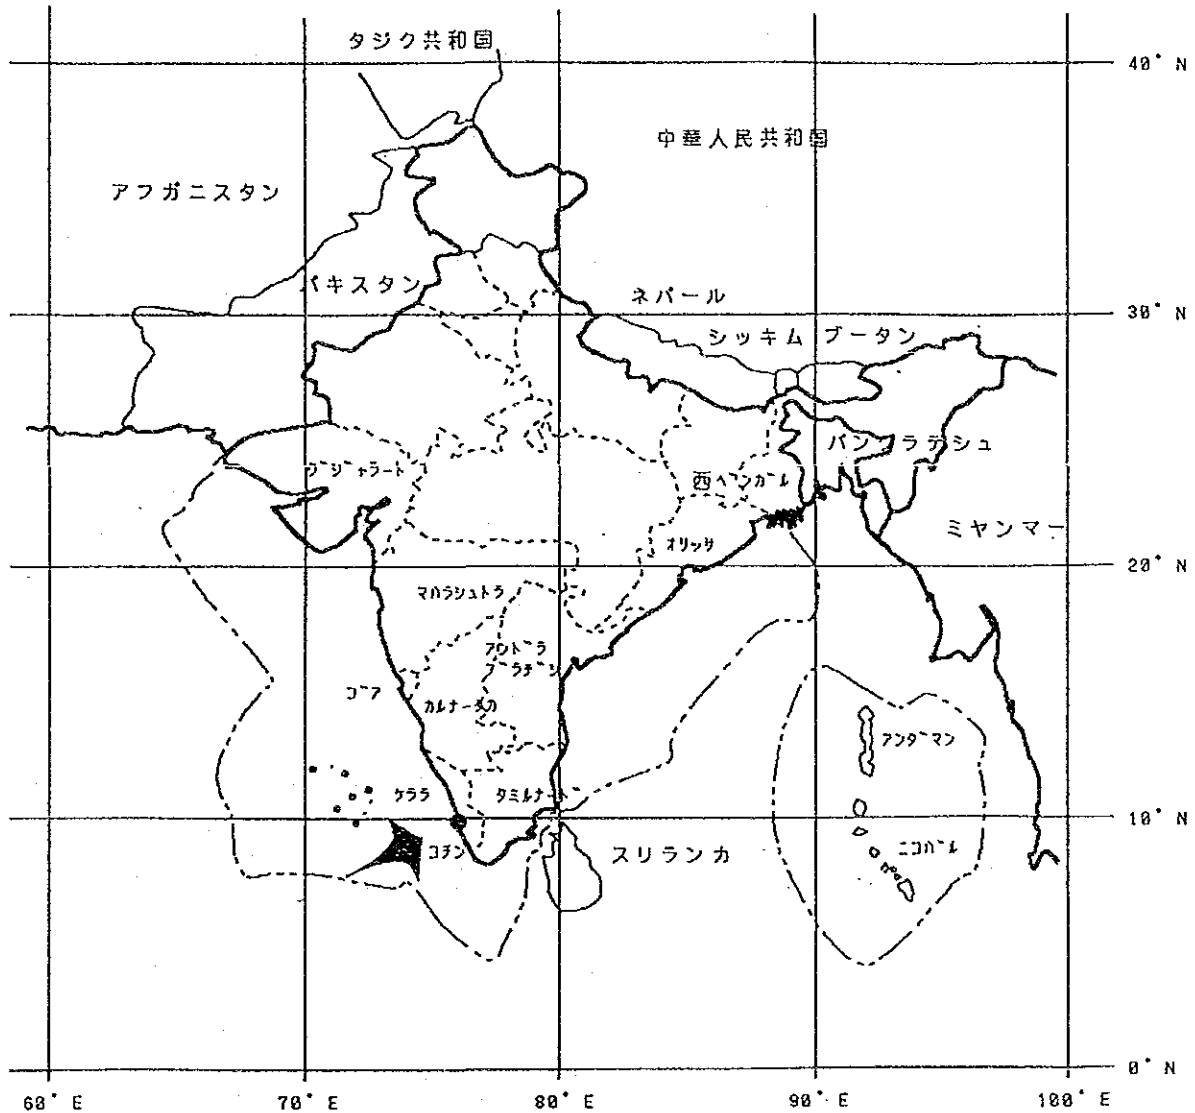 タジク共和国
40° N
中華人民共和国
アフガニスタン
パキスタン
ネパール
30° N
シッキム ブータン
バングラデシュ
グジャラート
西ベンガル
ミヤンマー
オリッサ
20° N
マハラシュトラ
アンドラ
プラデシ
ゴア
カルナータカ
アンダマン
ケララ
タミルナード
10° N
コチン
スリランカ
ニコバル
0° N
60° E
70° E
80° E
90° E
100° E